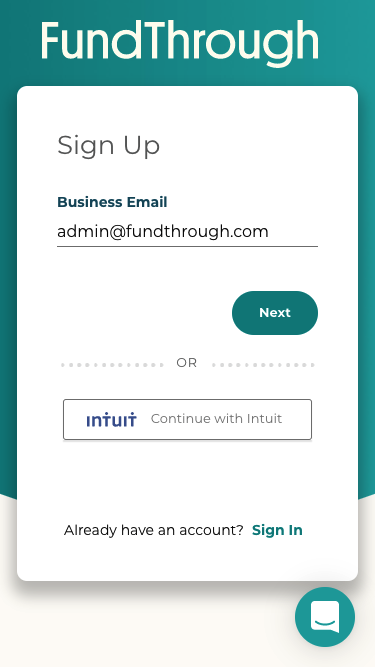 FundThrough
Sign Up
Business Email
admin@fundthrough.com
Next
OR
intuit Continue with Intuit
Already have an account? Sign In